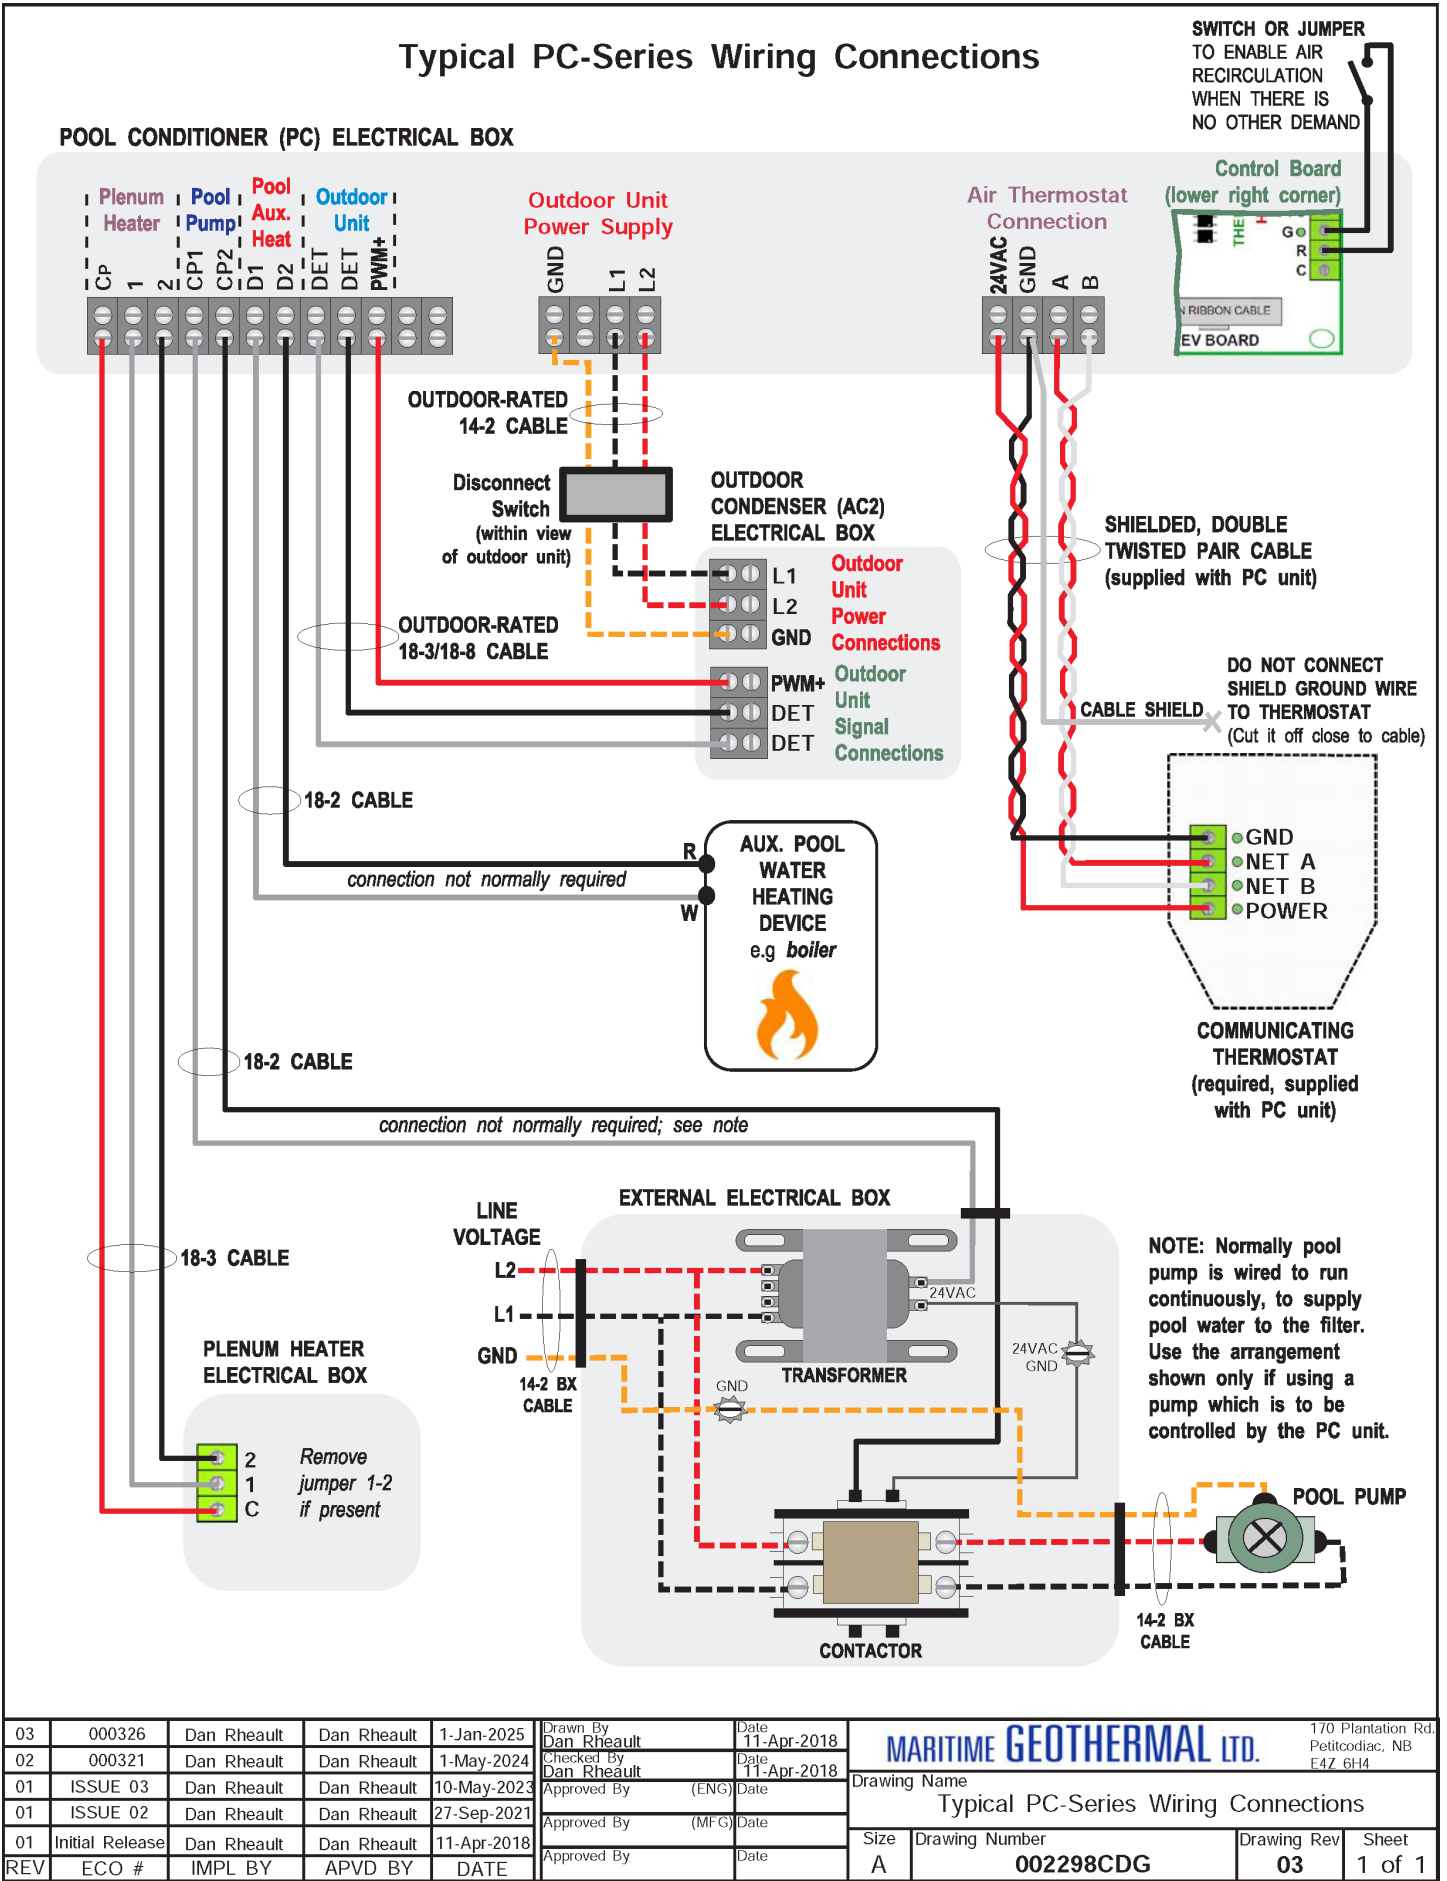 Typical PC-Series Wiring Connections
SWITCH OR JUMPER
TO ENABLE AIR
RECIRCULATION
WHEN THERE IS
NO OTHER DEMAND
POOL CONDITIONER (PC) ELECTRICAL BOX
Plenum
Heater
Pool
Pump
Pool
Aux.
Heat
Outdoor
Unit
CP
1
2
CP1
CP2
D1
D2
DET
DET
PWM+
Outdoor Unit
Power Supply
GND
L1
L2
Air Thermostat
Connection
24VAC
GND
A
B
Control Board
(lower right corner)
THE
G
R
C
N RIBBON CABLE
EV BOARD
OUTDOOR-RATED
14-2 CABLE
Disconnect
Switch
(within view
of outdoor unit)
OUTDOOR
CONDENSER (AC2)
ELECTRICAL BOX
L1
L2
GND
Outdoor
Unit
Power
Connections
PWM+
DET
DET
Outdoor
Unit
Signal
Connections
OUTDOOR-RATED
18-3/18-8 CABLE
SHIELDED, DOUBLE
TWISTED PAIR CABLE
(supplied with PC unit)
CABLE SHIELD
DO NOT CONNECT
SHIELD GROUND WIRE
TO THERMOSTAT
(Cut it off close to cable)
GND
NET A
NET B
POWER
COMMUNICATING
THERMOSTAT
(required, supplied
with PC unit)
18-2 CABLE
R
connection not normally required
W
AUX. POOL
WATER
HEATING
DEVICE
e.g boiler
18-2 CABLE
connection not normally required; see note
EXTERNAL ELECTRICAL BOX
LINE
VOLTAGE
L2
L1
GND
14-2 BX
CABLE
24VAC
24VAC
GND
TRANSFORMER
GND
CONTACTOR
NOTE: Normally pool
pump is wired to run
continuously, to supply
pool water to the filter.
Use the arrangement
shown only if using a
pump which is to be
controlled by the PC unit.
POOL PUMP
14-2 BX
CABLE
18-3 CABLE
PLENUM HEATER
ELECTRICAL BOX
2
1
C
Remove
jumper 1-2
if present
03 000326 Dan Rheault Dan Rheault 1-Jan-2025
02 000321 Dan Rheault Dan Rheault 1-May-2024
01 ISSUE 03 Dan Rheault Dan Rheault 10-May-2023
01 ISSUE 02 Dan Rheault Dan Rheault 27-Sep-2021
01 Initial Release Dan Rheault Dan Rheault 11-Apr-2018
REV ECO # IMPL BY APVD BY DATE
Drawn By Date
Dan Rheault 11-Apr-2018
Checked By Date
Dan Rheault 11-Apr-2018
Approved By (ENG) Date
Approved By (MFG) Date
Approved By Date
MARITIME GEOTHERMAL LTD.
170 Plantation Rd.
Petitcodiac, NB
E4Z 6H4
Drawing Name
Typical PC-Series Wiring Connections
Size Drawing Number Drawing Rev Sheet
A 002298CDG 03 1 of 1